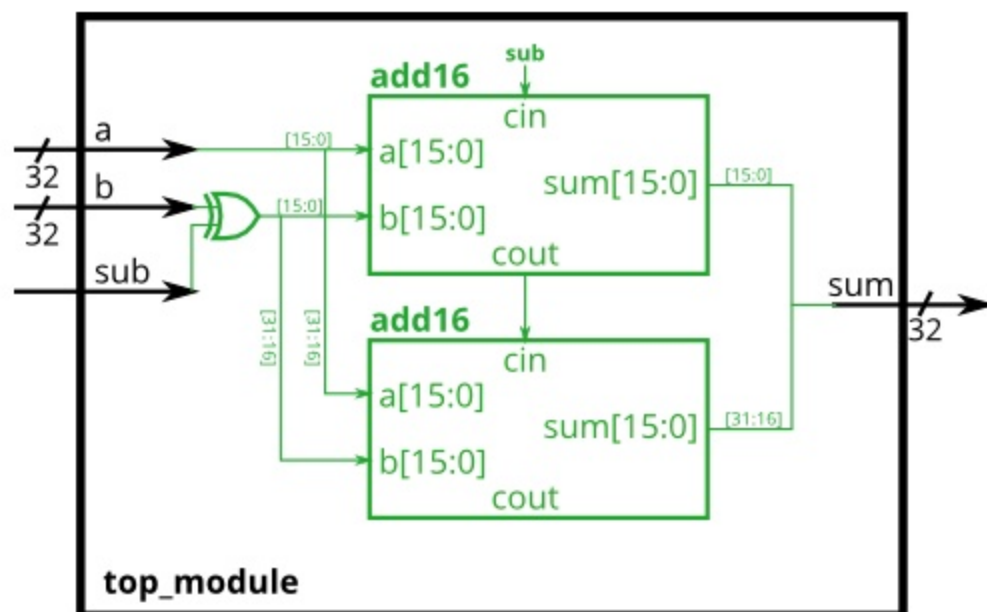 sub
add16
cin
a
[15:0]
a[15:0]
32
b
[15:0]
b[15:0]
sum[15:0]
[15:0]
32
cout
sub
sum
32
[31:16]
[31:16]
add16
cin
a[15:0]
sum[15:0]
[31:16]
b[15:0]
cout
top_module